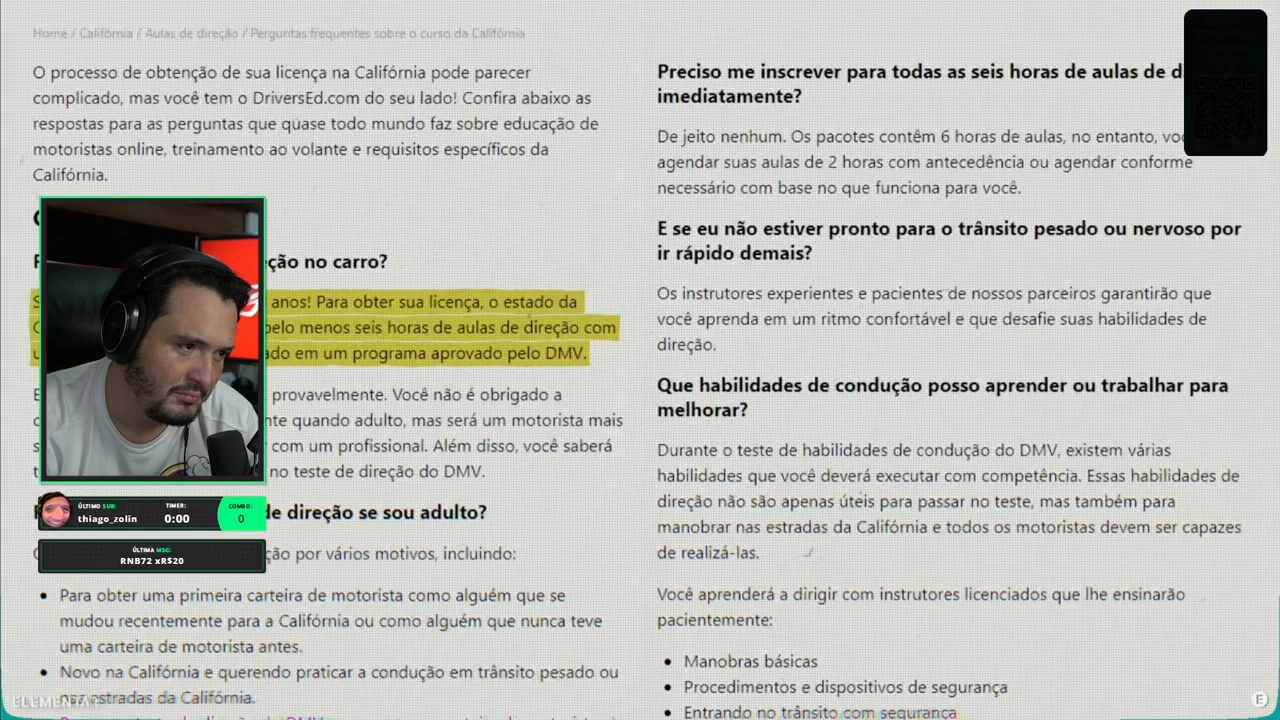 Home / Califórnia / Aulas de direção / Perguntas frequentes sobre o curso da Califórnia
O processo de obtenção de sua licença na Califórnia pode parecer
complicado, mas você tem o DriversEd.com do seu lado! Confira abaixo as
respostas para as perguntas que quase todo mundo faz sobre educação de
motoristas online, treinamento ao volante e requisitos específicos da
Califórnia.
ção no carro?
anos! Para obter sua licença, o estado da
pelo menos seis horas de aulas de direção com
ado em um programa aprovado pelo DMV.
provavelmente. Você não é obrigado a
nte quando adulto, mas será um motorista mais
r com um profissional. Além disso, você saberá
no teste de direção do DMV.
de direção se sou adulto?
ção por vários motivos, incluindo:
• Para obter uma primeira carteira de motorista como alguém que se
mudou recentemente para a Califórnia ou como alguém que nunca teve
uma carteira de motorista antes.
• Novo na Califórnia e querendo praticar a condução em trânsito pesado ou
nas estradas da Califórnia.
ÚLTIMO SUB:
thiago_zolin
TIMER:
0:00
COMBO:
0
ÚLTIMA MSG:
RNB72 xR$20
Preciso me inscrever para todas as seis horas de aulas de d
imediatamente?
De jeito nenhum. Os pacotes contêm 6 horas de aulas, no entanto, voc
agendar suas aulas de 2 horas com antecedência ou agendar conforme
necessário com base no que funciona para você.
E se eu não estiver pronto para o trânsito pesado ou nervoso por
ir rápido demais?
Os instrutores experientes e pacientes de nossos parceiros garantirão que
você aprenda em um ritmo confortável e que desafie suas habilidades de
direção.
Que habilidades de condução posso aprender ou trabalhar para
melhorar?
Durante o teste de habilidades de condução do DMV, existem várias
habilidades que você deverá executar com competência. Essas habilidades de
direção não são apenas úteis para passar no teste, mas também para
manobrar nas estradas da Califórnia e todos os motoristas devem ser capazes
de realizá-las.
Você aprenderá a dirigir com instrutores licenciados que lhe ensinarão
pacientemente:
• Manobras básicas
• Procedimentos e dispositivos de segurança
• Entrando no trânsito com segurança
E